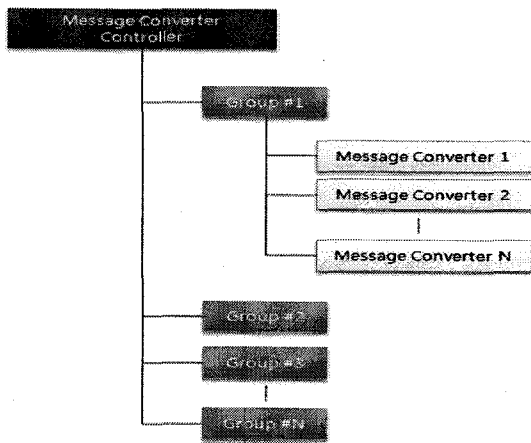 Message Converter
Controller
Group #1
Message Converter 1
Message Converter 2
Message Converter N
Group #2
Group #3
Group #N